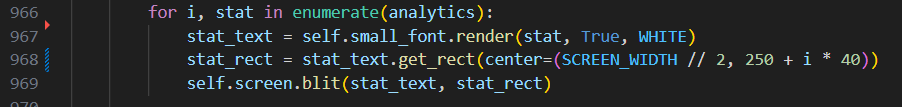 966 for i, stat in enumerate(analytics):
967 stat_text = self.small_font.render(stat, True, WHITE)
968 stat_rect = stat_text.get_rect(center=(SCREEN_WIDTH // 2, 250 + i * 40))
969 self.screen.blit(stat_text, stat_rect)
970